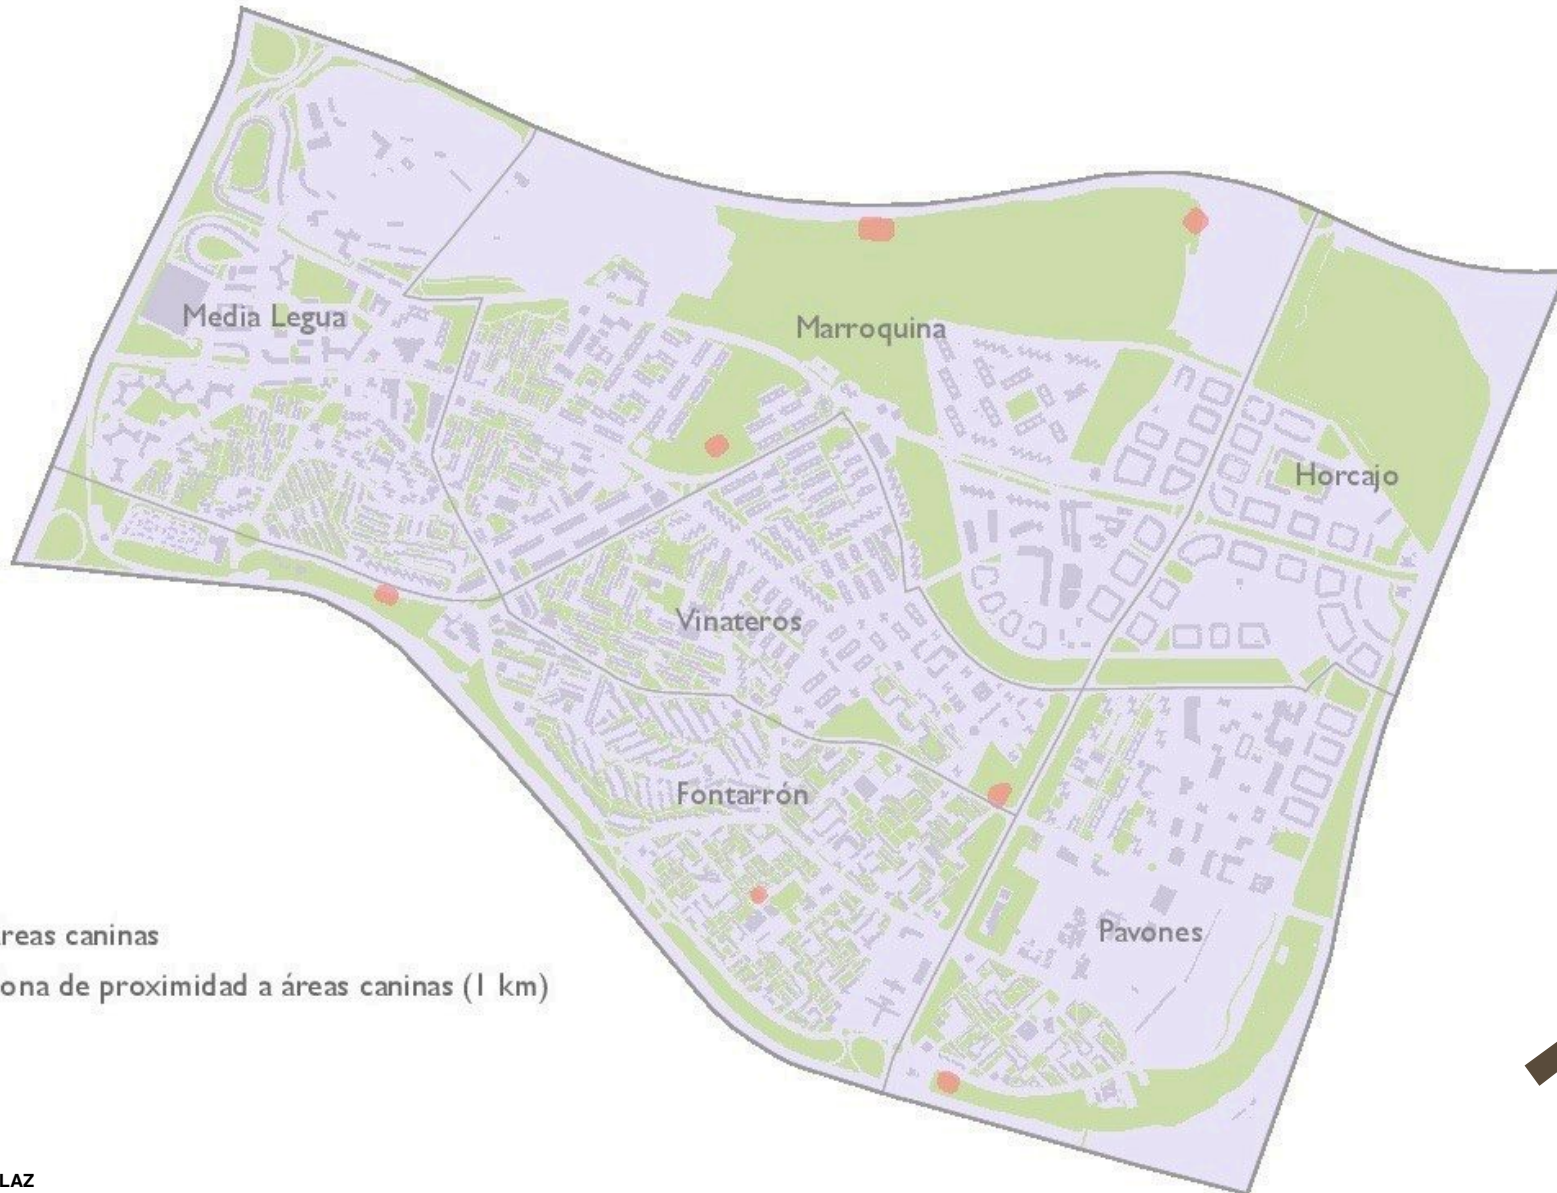 Media Legua
Marroquina
Horcajo
Vinateros
Fontarrón
Pavones
reas caninas
ona de proximidad a áreas caninas (1 km)
LAZ